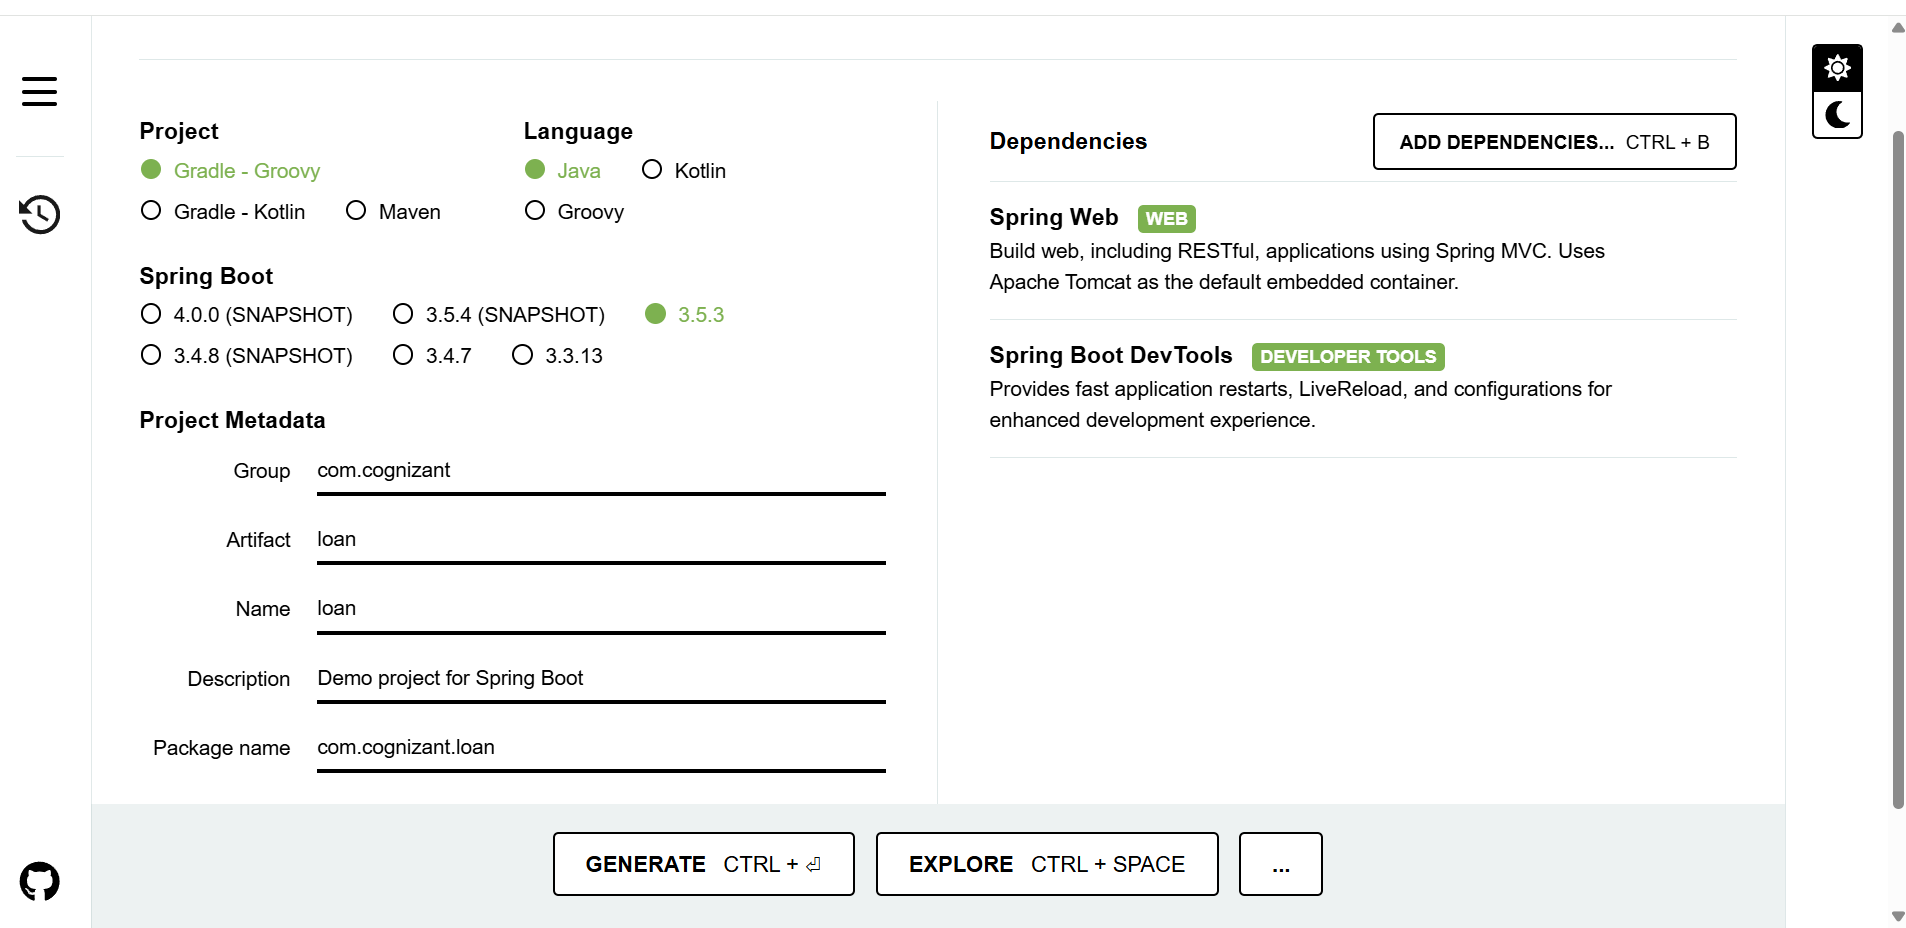 Project
Gradle - Groovy
Gradle - Kotlin Maven
Language
Java Kotlin
Groovy
Spring Boot
4.0.0 (SNAPSHOT) 3.5.4 (SNAPSHOT) 3.5.3
3.4.8 (SNAPSHOT) 3.4.7 3.3.13
Project Metadata
Group com.cognizant
Artifact loan
Name loan
Description Demo project for Spring Boot
Package name com.cognizant.loan
Dependencies ADD DEPENDENCIES... CTRL + B
Spring Web WEB
Build web, including RESTful, applications using Spring MVC. Uses
Apache Tomcat as the default embedded container.
Spring Boot DevTools DEVELOPER TOOLS
Provides fast application restarts, LiveReload, and configurations for
enhanced development experience.
GENERATE CTRL + ⏎ EXPLORE CTRL + SPACE ...